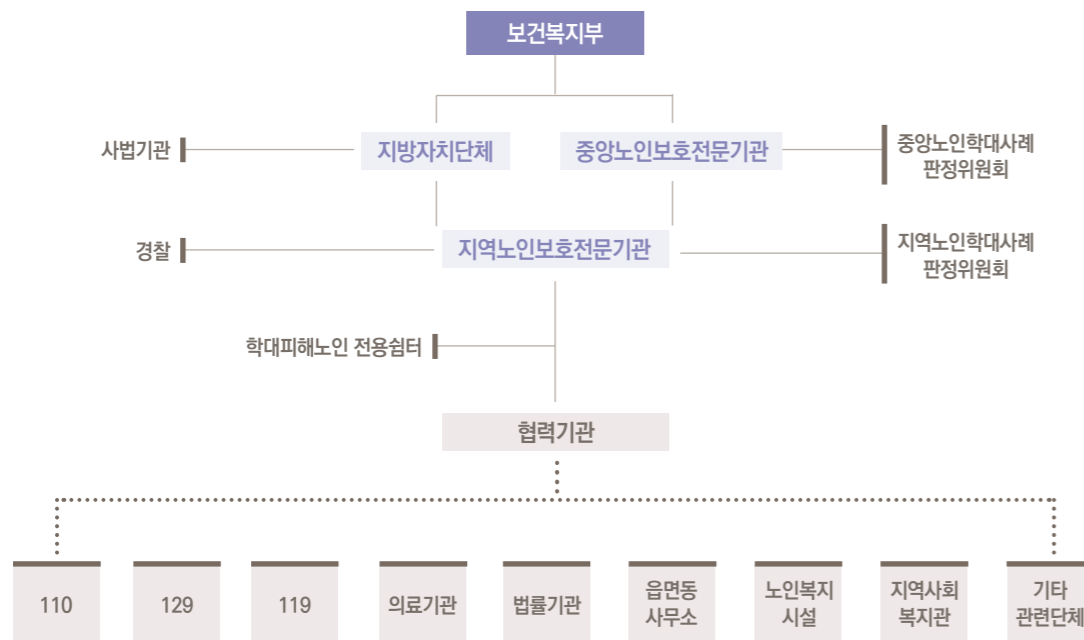 보건복지부
사법기관
지방자치단체
중앙노인보호전문기관
중앙노인학대사례
판정위원회
경찰
지역노인보호전문기관
지역노인학대사례
판정위원회
학대피해노인 전용쉼터
협력기관
110
129
119
의료기관
법률기관
읍면동
사무소
노인복지
시설
지역사회
복지관
기타
관련단체